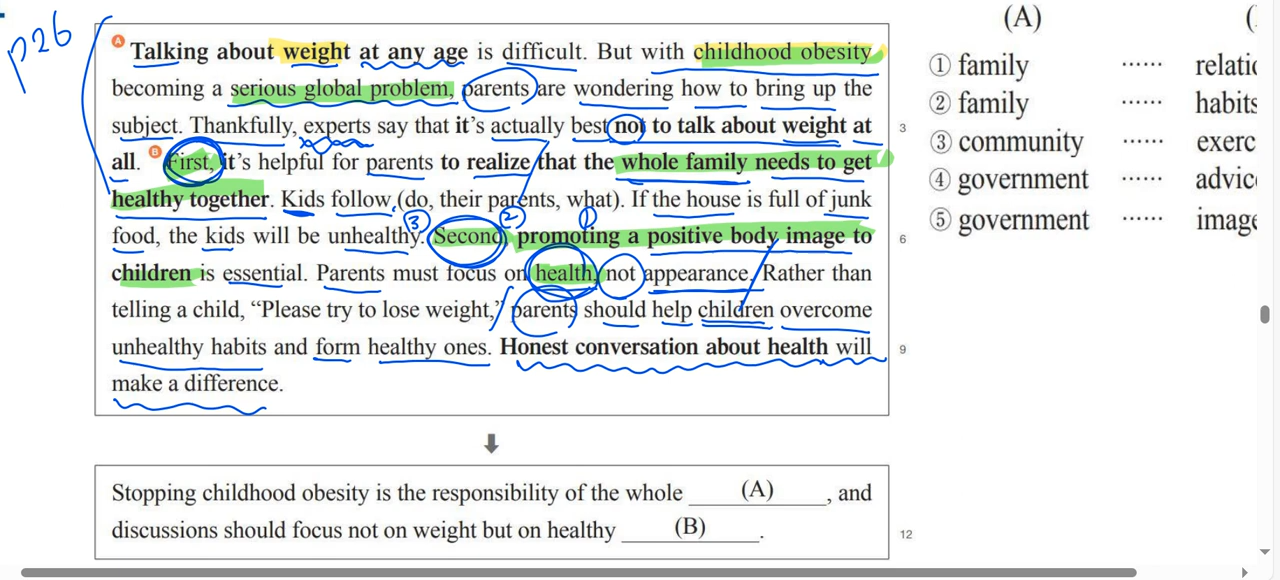 p26
A Talking about weight at any age is difficult. But with childhood obesity
becoming a serious global problem, parents are wondering how to bring up the
subject. Thankfully, experts say that it's actually best not to talk about weight at 3
all. B First, it's helpful for parents to realize that the whole family needs to get
healthy together. Kids follow (do, their parents, what). If the house is full of junk
③ ② ①
food, the kids will be unhealthy. Second, promoting a positive body image to 6
children is essential. Parents must focus on health, not appearance. Rather than
telling a child, “Please try to lose weight,” parents should help children overcome
unhealthy habits and form healthy ones. Honest conversation about health will 9
make a difference.
Stopping childhood obesity is the responsibility of the whole (A) , and
discussions should focus not on weight but on healthy (B) . 12
(A)
① family ······
② family ······ habits
③ community ······
④ government ······
⑤ government ······